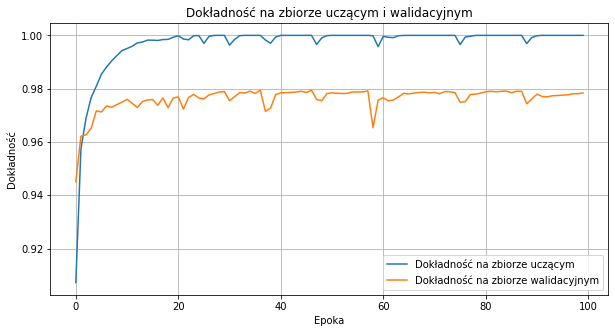 Dokładność na zbiorze uczącym i walidacyjnym
1.00
0.98
0.96
0.94
0.92
Dokładność
0 20 40 60 80 100
Epoka
Dokładność na zbiorze uczącym
Dokładność na zbiorze walidacyjnym